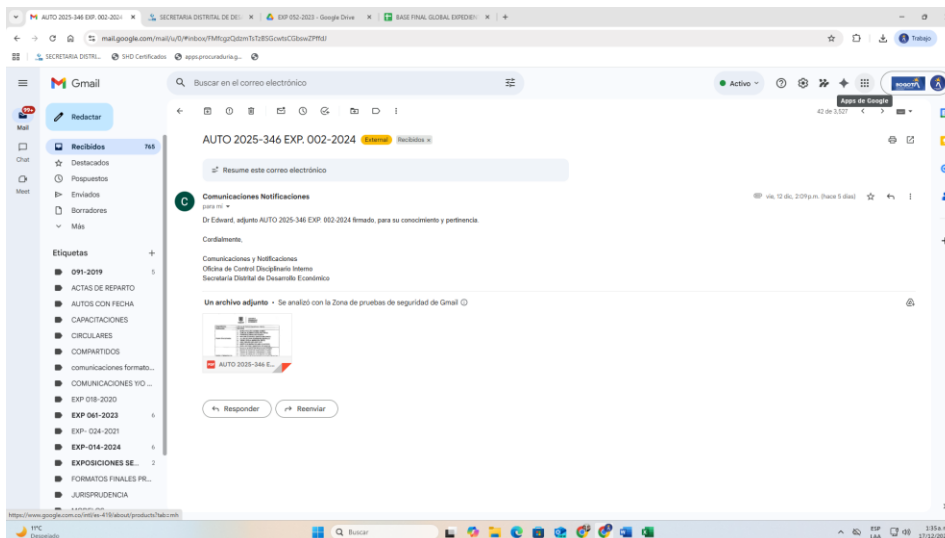 AUTO 2025-346 EXP. 002-2024
SECRETARIA DISTRITAL DE DES
EXP 052-2023 - Google Drive
BASE FINAL GLOBAL EXPEDIEN
SECRETARIA DISTRI...
SHD Certificados
apps.procuraduria.g...
Trabajo
Gmail
Buscar en el correo electrónico
Activo
BOGOTÁ
Apps de Google
99+
Mail
Chat
Meet
Redactar
Recibidos 765
Destacados
Pospuestos
Enviados
Borradores
Más
Etiquetas
091-2019 5
ACTAS DE REPARTO
AUTOS CON FECHA
CAPACITACIONES
CIRCULARES
COMPARTIDOS
comunicaciones formato...
COMUNICACIONES Y/O ...
EXP 018-2020
EXP 061-2023 6
EXP- 024-2021
EXP-014-2024 6
EXPOSICIONES SE... 2
FORMATOS FINALES PR...
JURISPRUDENCIA
42 de 3,527
AUTO 2025-346 EXP. 002-2024 External Recibidos x
Resume este correo electrónico
C
Comunicaciones Notificaciones
vie, 12 dic, 2:09 p.m. (hace 5 días)
para mí
Dr Edward, adjunto AUTO 2025-346 EXP. 002-2024 firmado, para su conocimiento y pertinencia.
Cordialmente,
Comunicaciones y Notificaciones
Oficina de Control Disciplinario Interno
Secretaría Distrital de Desarrollo Económico
Un archivo adjunto • Se analizó con la Zona de pruebas de seguridad de Gmail
AUTO 2025-346 E...
Responder
Reenviar
https://www.google.com.co/intl/es-419/about/products?tab=mh
11°C
Despejado
Buscar
ESP
LAA
1:35 a.
17/12/20